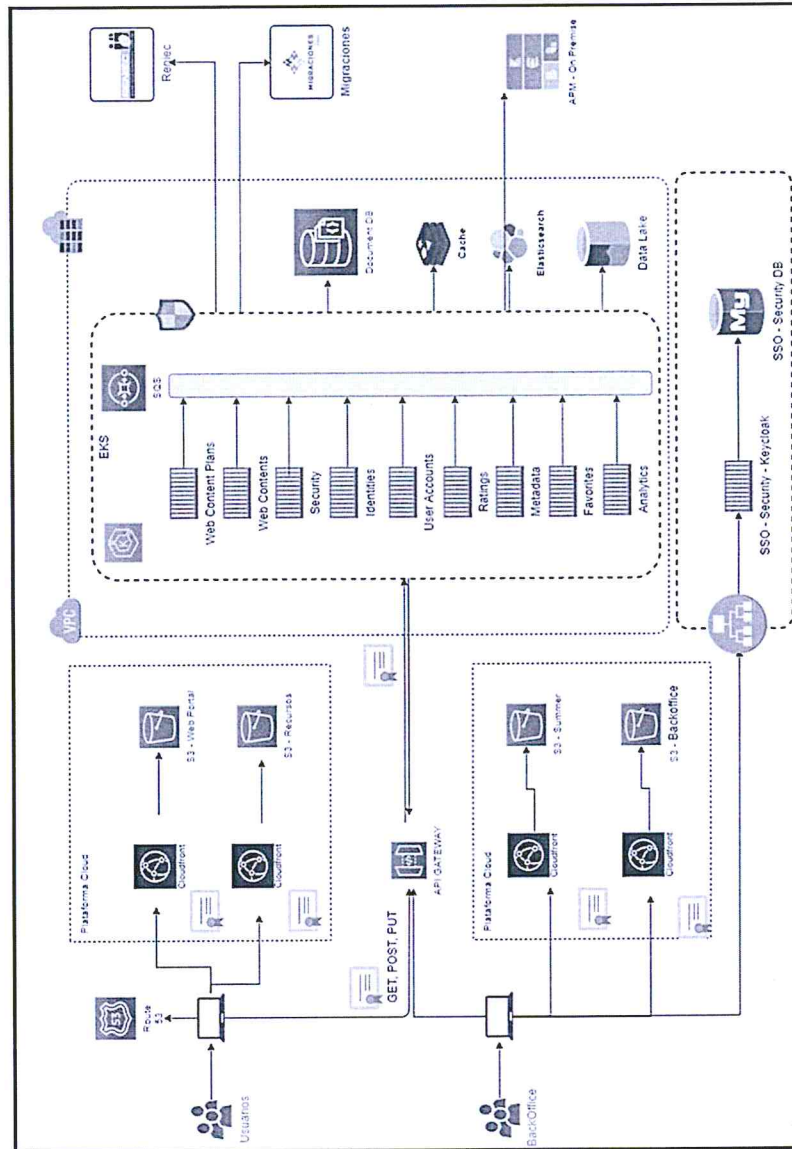 Usuarios
Route
53
Plataforma Cloud
Cloudfront
S3 - Web Portal
Cloudfront
S3 - Recursos
GET, POST, PUT
API GATEWAY
BackOffice
Plataforma Cloud
Cloudfront
S3 - Summer
Cloudfront
S3 - Backoffice
VPC
EKS
SQS
Web Content Plans
Web Contents
Security
Identities
User Accounts
Ratings
Metadata
Favorites
Analytics
Document DB
Cache
Elasticsearch
Data Lake
Reniec
MIGRACIONES
Migraciones
APM - On Premise
SSO - Security - Keycloak
My
SSO - Security DB